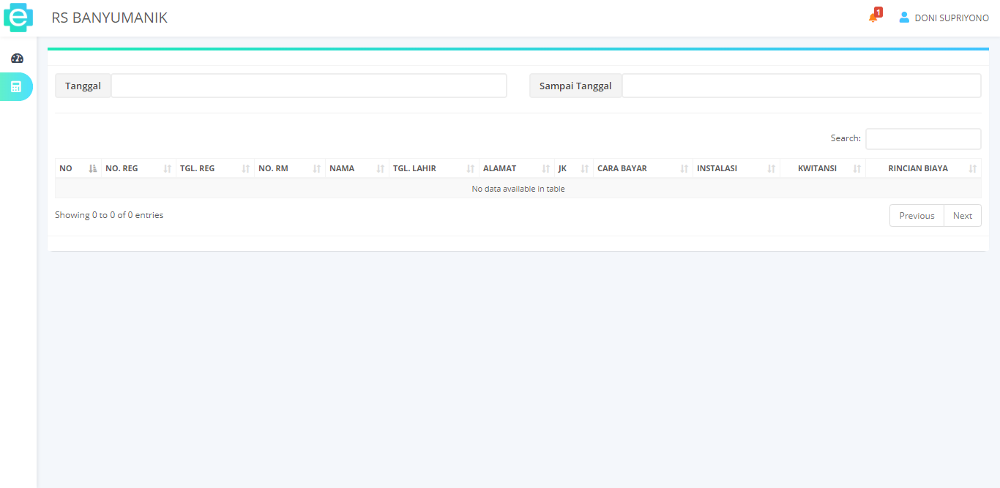 e RS BANYUMANIK 1 DONI SUPRIYONO
Tanggal Sampai Tanggal
Search:
NO NO. REG TGL. REG NO. RM NAMA TGL. LAHIR ALAMAT JK CARA BAYAR INSTALASI KWITANSI RINCIAN BIAYA
No data available in table
Showing 0 to 0 of 0 entries Previous Next